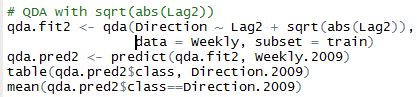 # QDA with sqrt(abs(Lag2))
qda.fit2 <- qda(Direction ~ Lag2 + sqrt(abs(Lag2)),
data = Weekly, subset = train)
qda.pred2 <- predict(qda.fit2, Weekly.2009)
table(qda.pred2$class, Direction.2009)
mean(qda.pred2$class==Direction.2009)